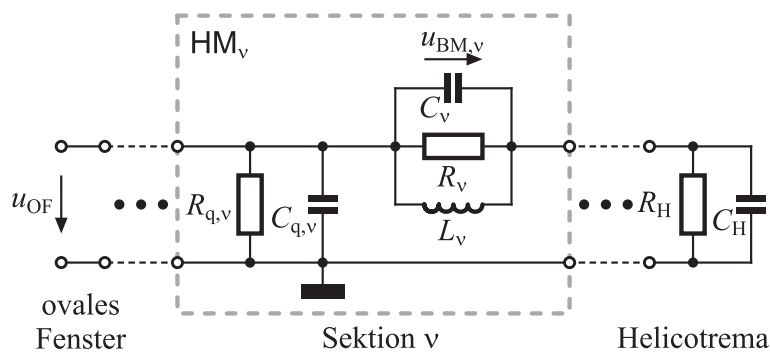 HMν
uBM,ν
Cν
Rν
Lν
uOF
Rq,ν
Cq,ν
RH
CH
ovales
Fenster
Sektion ν
Helicotrema